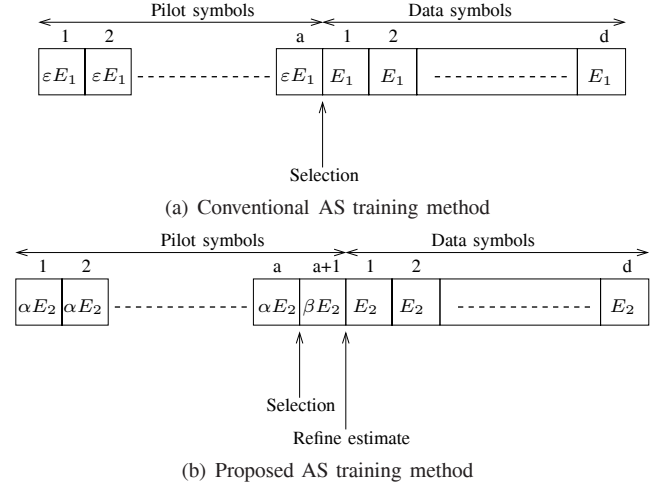 Pilot symbols Data symbols
1 2 a 1 2 d
εE₁ εE₁ εE₁ E₁ E₁ E₁
Selection
(a) Conventional AS training method
Pilot symbols Data symbols
1 2 a a+1 1 2 d
αE₂ αE₂ αE₂ βE₂ E₂ E₂ E₂
Selection
Refine estimate
(b) Proposed AS training method